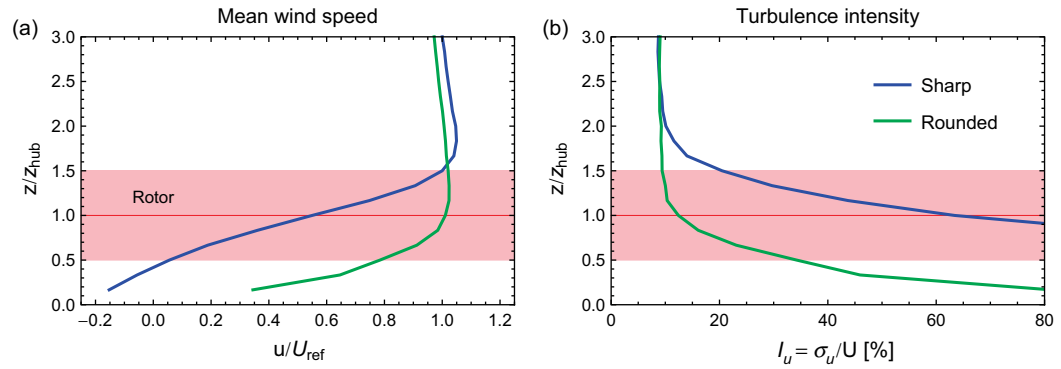 (a)
Mean wind speed
3.0
2.5
2.0
1.5
1.0
0.5
0.0
z/z_hub
Rotor
−0.2 0.0 0.2 0.4 0.6 0.8 1.0 1.2
u/U_ref
(b)
Turbulence intensity
3.0
2.5
2.0
1.5
1.0
0.5
0.0
z/z_hub
Sharp
Rounded
0 20 40 60 80
I_u = σ_u/U [%]